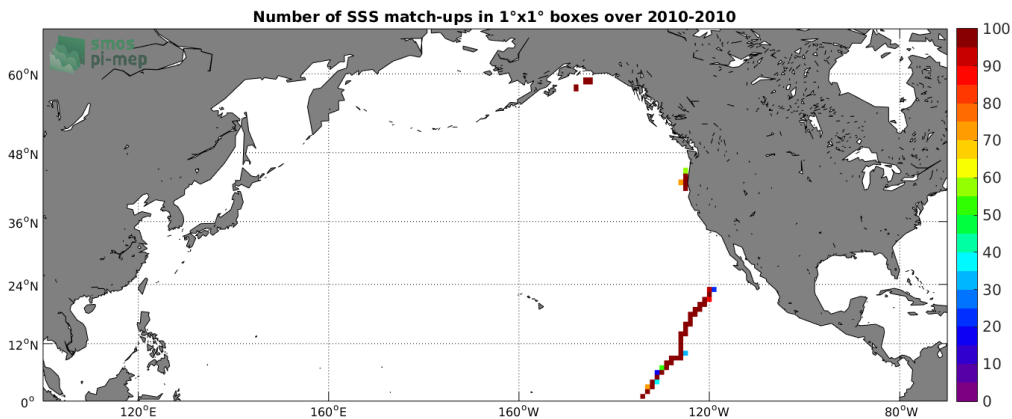 Number of SSS match-ups in 1°x1° boxes over 2010-2010
smos
pi-mep
60°N
48°N
36°N
24°N
12°N
0°
120°E
160°E
160°W
120°W
80°W
100
90
80
70
60
50
40
30
20
10
0